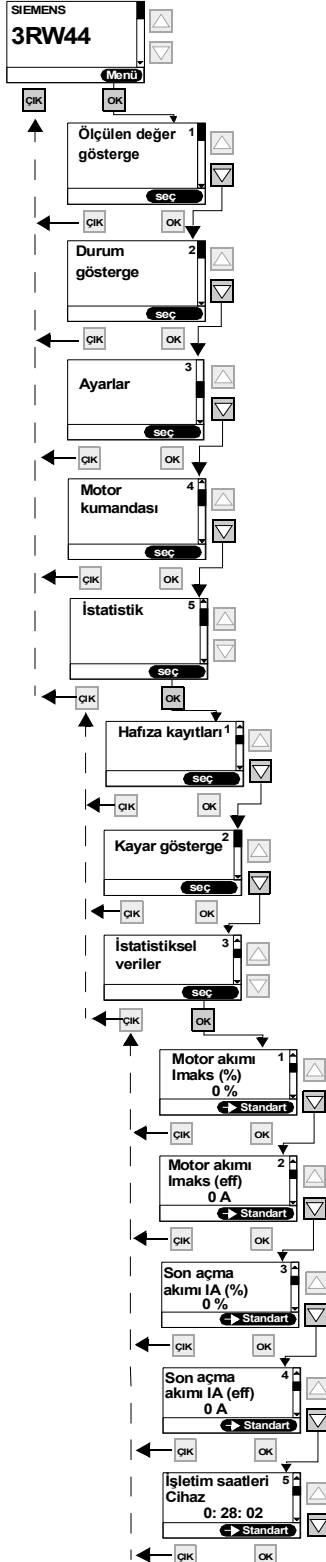 SIEMENS
3RW44
Menü
ÇIK OK
Ölçülen değer 1
gösterge
seç
ÇIK OK
Durum 2
gösterge
seç
ÇIK OK
3
Ayarlar
seç
ÇIK OK
Motor 4
kumandası
seç
ÇIK OK
İstatistik 5
seç
ÇIK OK
Hafıza kayıtları 1
seç
ÇIK OK
Kayar gösterge 2
seç
ÇIK OK
İstatistiksel 3
veriler
seç
ÇIK OK
Motor akımı 1
Imaks (%)
0 %
Standart
ÇIK OK
Motor akımı 2
Imaks (eff)
0 A
Standart
ÇIK OK
Son açma 3
akımı IA (%)
0 %
Standart
ÇIK OK
Son açma 4
akımı IA (eff)
0 A
Standart
ÇIK OK
İşletim saatleri 5
Cihaz
0: 28: 02
Standart
ÇIK OK